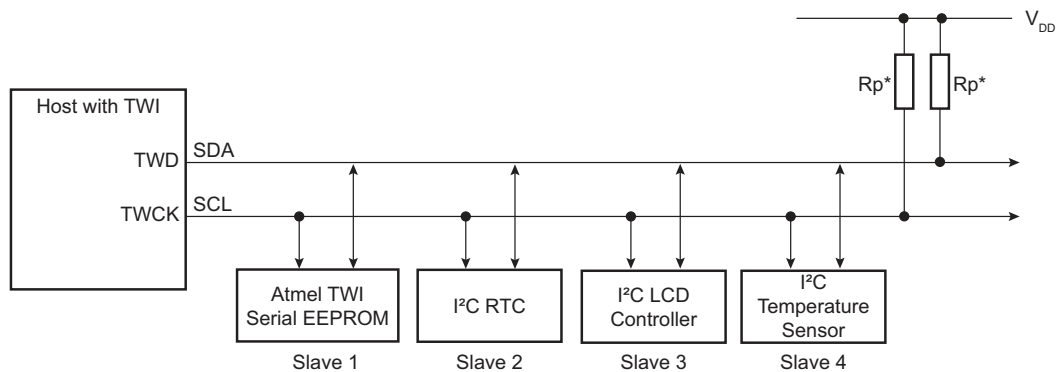 V_DD
Rp* Rp*
Host with TWI
TWD SDA
TWCK SCL
Atmel TWI
Serial EEPROM
I²C RTC
I²C LCD
Controller
I²C
Temperature
Sensor
Slave 1 Slave 2 Slave 3 Slave 4